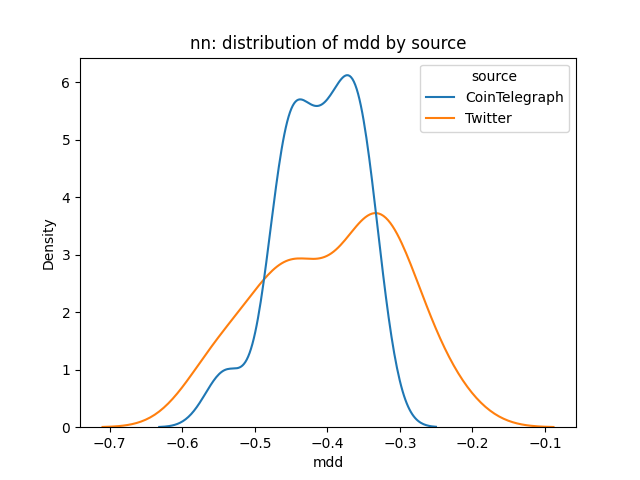 nn: distribution of mdd by source
source
CoinTelegraph
Twitter
Density
6
5
4
3
2
1
0
−0.7 −0.6 −0.5 −0.4 −0.3 −0.2 −0.1
mdd